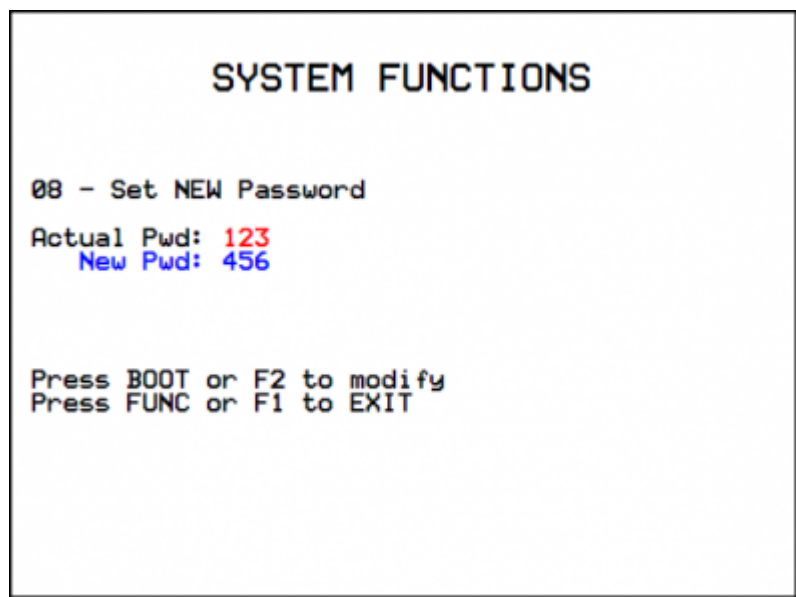 SYSTEM FUNCTIONS
08 - Set NEW Password
Actual Pwd: 123
New Pwd: 456
Press BOOT or F2 to modify
Press FUNC or F1 to EXIT